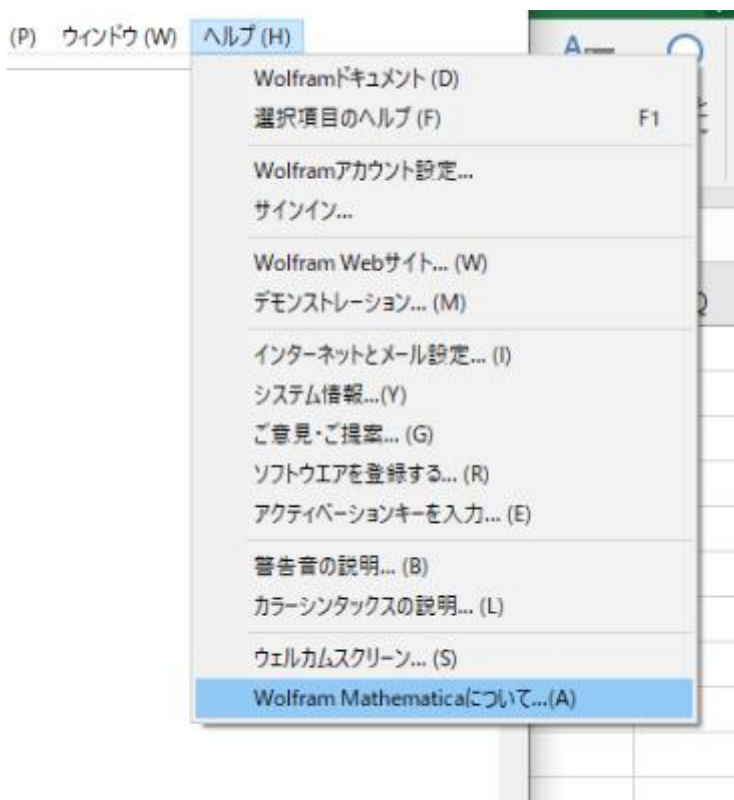 (P) ウィンドウ (W) ヘルプ (H)
Wolframドキュメント (D)
選択項目のヘルプ (F) F1
Wolframアカウント設定...
サインイン...
Wolfram Webサイト... (W)
デモンストレーション... (M)
インターネットとメール設定... (I)
システム情報...(Y)
ご意見・ご提案... (G)
ソフトウエアを登録する... (R)
アクティベーションキーを入力... (E)
警告音の説明... (B)
カラーシンタックスの説明... (L)
ウェルカムスクリーン... (S)
Wolfram Mathematicaについて...(A)